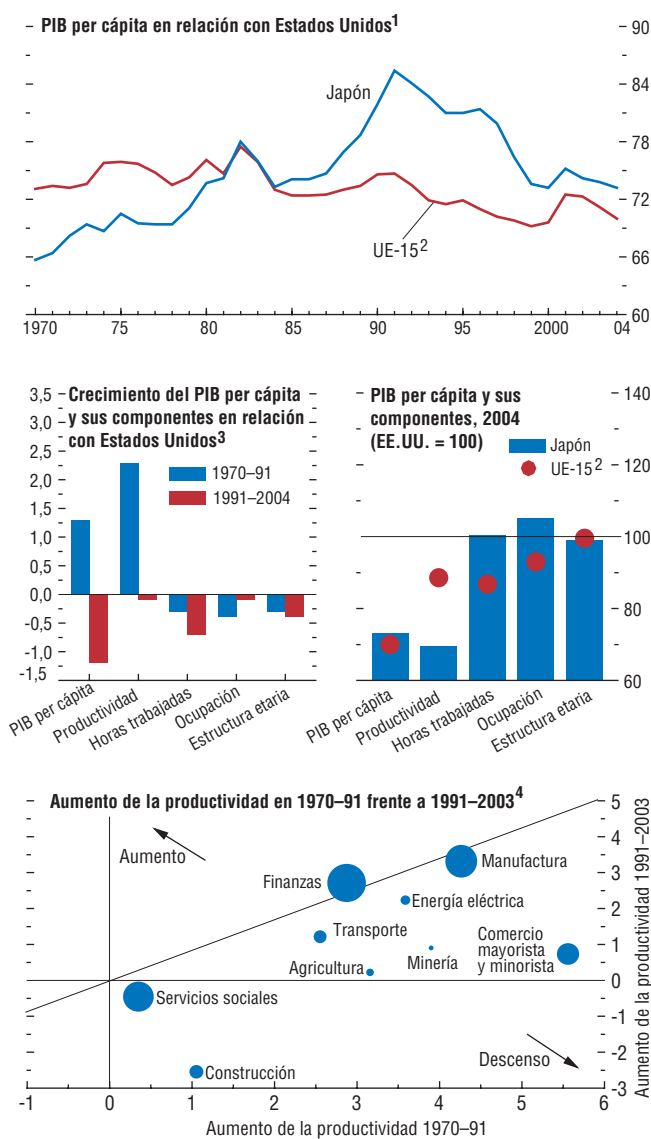 PIB per cápita en relación con Estados Unidos1
90
84
78
72
66
60
Japón
UE-152
1970 75 80 85 90 95 2000 04
Crecimiento del PIB per cápita
y sus componentes en relación
con Estados Unidos3
3,5
3,0
2,5
2,0
1,5
1,0
0,5
0,0
-0,5
-1,0
-1,5
1970–91
1991–2004
PIB per cápita
Productividad
Horas trabajadas
Ocupación
Estructura etaria
PIB per cápita y sus
componentes, 2004
(EE.UU. = 100)
Japón
UE-152
140
120
100
80
60
PIB per cápita
Productividad
Horas trabajadas
Ocupación
Estructura etaria
Aumento de la productividad en 1970–91 frente a 1991–20034
Aumento
Finanzas
Manufactura
Energía eléctrica
Transporte
Agricultura
Minería
Comercio
mayorista
y minorista
Servicios sociales
Construcción
Descenso
5
4
3
2
1
0
-1
-2
-3
Aumento de la productividad 1991–2003
-1 0 1 2 3 4 5 6
Aumento de la productividad 1970–91